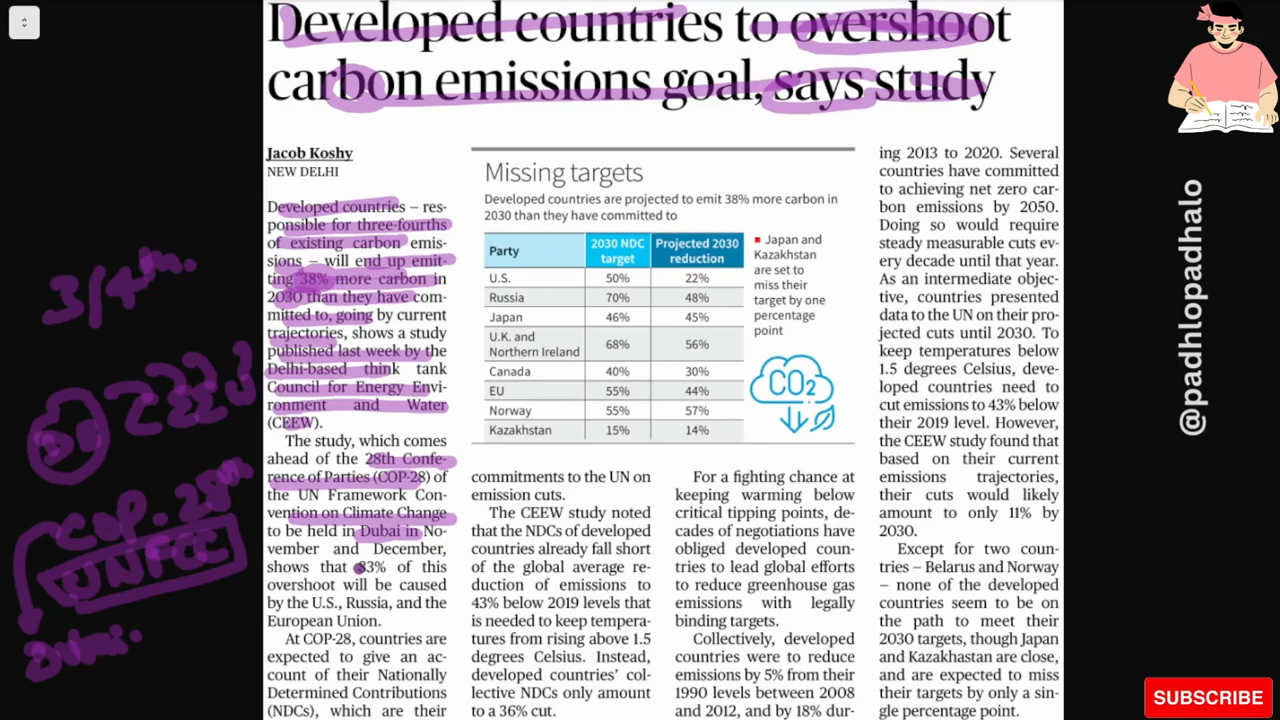 Developed countries to overshoot
carbon emissions goal, says study
Jacob Koshy
NEW DELHI
Developed countries – res-
ponsible for three-fourths
of existing carbon emis-
sions – will end up emit-
ting 38% more carbon in
2030 than they have com-
mitted to, going by current
trajectories, shows a study
published last week by the
Delhi-based think tank
Council for Energy Envi-
ronment and Water
(CEEW).
The study, which comes
ahead of the 28th Confe-
rence of Parties (COP-28) of
the UN Framework Con-
vention on Climate Change
to be held in Dubai in No-
vember and December,
shows that 83% of this
overshoot will be caused
by the U.S., Russia, and the
European Union.
At COP-28, countries are
expected to give an ac-
count of their Nationally
Determined Contributions
(NDCs), which are their
Missing targets
Developed countries are projected to emit 38% more carbon in
2030 than they have committed to
Party 2030 NDC target Projected 2030 reduction
U.S. 50% 22%
Russia 70% 48%
Japan 46% 45%
U.K. and Northern Ireland 68% 56%
Canada 40% 30%
EU 55% 44%
Norway 55% 57%
Kazakhstan 15% 14%
Japan and
Kazakhstan
are set to
miss their
target by one
percentage
point
CO2
commitments to the UN on
emission cuts.
The CEEW study noted
that the NDCs of developed
countries already fall short
of the global average re-
duction of emissions to
43% below 2019 levels that
is needed to keep tempera-
tures from rising above 1.5
degrees Celsius. Instead,
developed countries' col-
lective NDCs only amount
to a 36% cut.
For a fighting chance at
keeping warming below
critical tipping points, de-
cades of negotiations have
obliged developed coun-
tries to lead global efforts
to reduce greenhouse gas
emissions with legally
binding targets.
Collectively, developed
countries were to reduce
emissions by 5% from their
1990 levels between 2008
and 2012, and by 18% dur-
ing 2013 to 2020. Several
countries have committed
to achieving net zero car-
bon emissions by 2050.
Doing so would require
steady measurable cuts ev-
ery decade until that year.
As an intermediate objec-
tive, countries presented
data to the UN on their pro-
jected cuts until 2030. To
keep temperatures below
1.5 degrees Celsius, deve-
loped countries need to
cut emissions to 43% below
their 2019 level. However,
the CEEW study found that
based on their current
emissions trajectories,
their cuts would likely
amount to only 11% by
2030.
Except for two coun-
tries – Belarus and Norway
– none of the developed
countries seem to be on
the path to meet their
2030 targets, though Japan
and Kazakhastan are close,
and are expected to miss
their targets by only a sin-
gle percentage point.
3/4th
COP-28th
UNFCC
Dubai
@padhlopadhalo
SUBSCRIBE